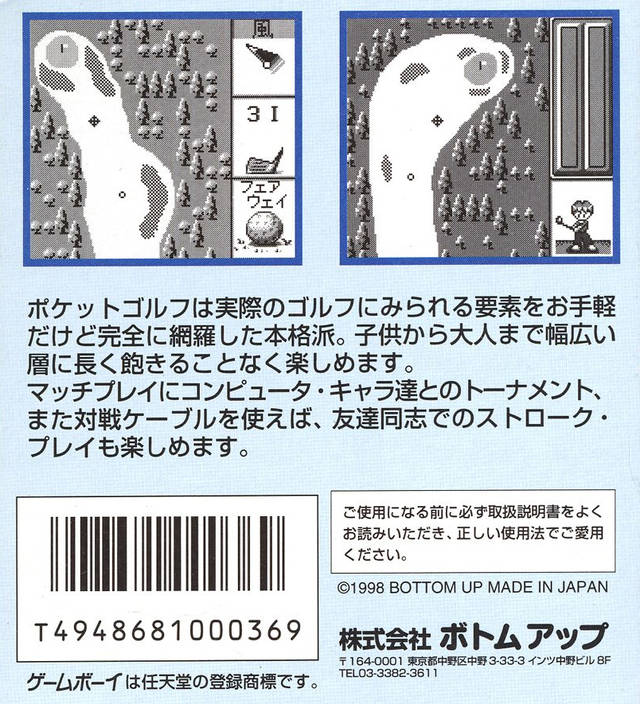 風
3I
フェア
ウェイ
ポケットゴルフは実際のゴルフにみられる要素をお手軽
だけど完全に網羅した本格派。子供から大人まで幅広い
層に長く飽きることなく楽しめます。
マッチプレイにコンピュータ・キャラ達とのトーナメント、
また対戦ケーブルを使えば、友達同志でのストローク・
プレイも楽しめます。
T4948681000369
ご使用になる前に必ず取扱説明書をよく
お読みいただき、正しい使用法でご愛用
ください。
©1998 BOTTOM UP MADE IN JAPAN
株式会社 ボトムアップ
〒164-0001 東京都中野区中野3-33-3 インツ中野ビル 8F
TEL03-3382-3611
ゲームボーイは任天堂の登録商標です。